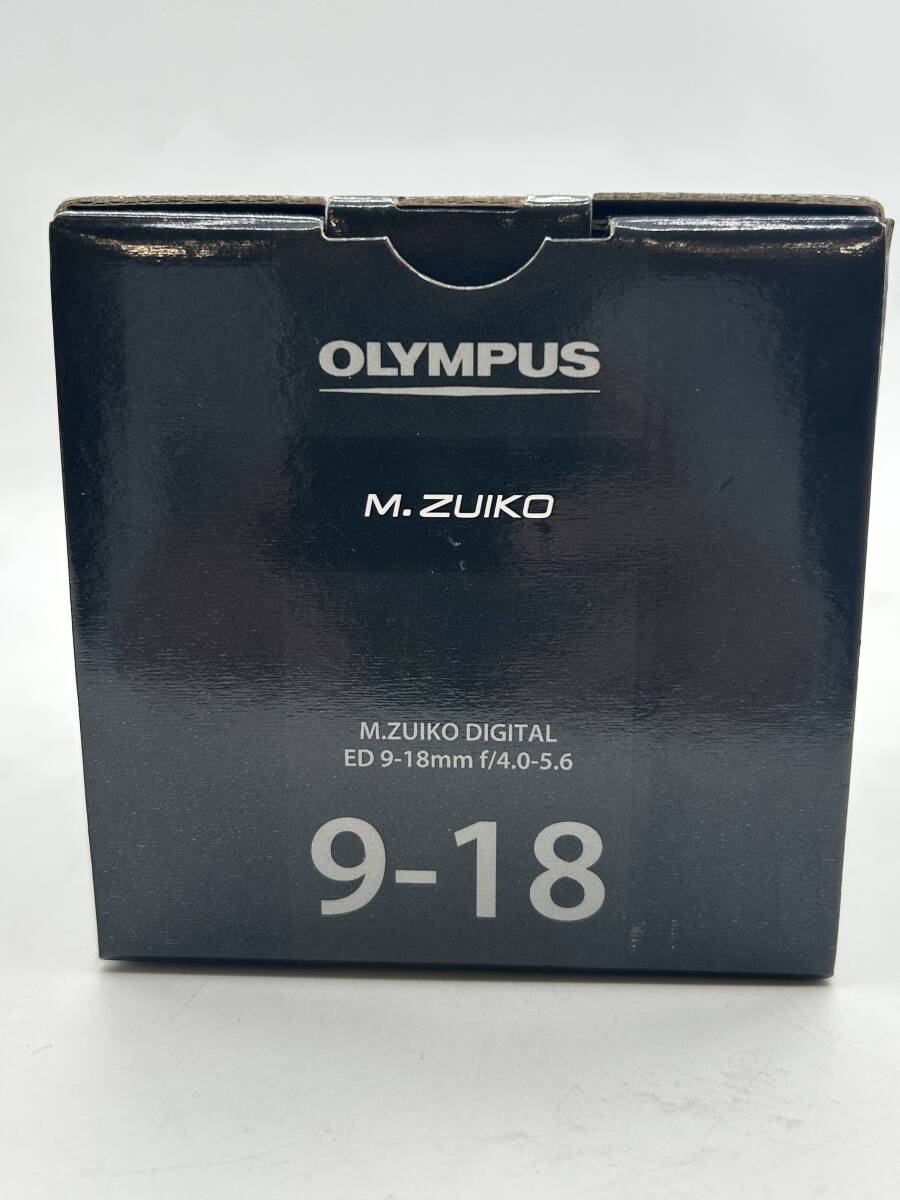 OLYMPUS
M.ZUIKO
M.ZUIKO DIGITAL
ED 9-18mm f/4.0-5.6
9-18